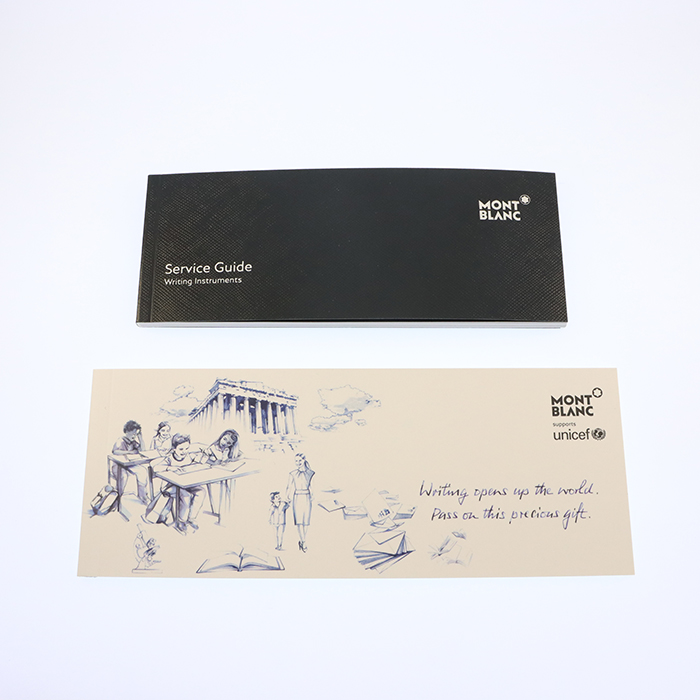 MONT
BLANC
Service Guide
Writing Instruments
MONT
BLANC
supports
unicef
Writing opens up the world.
Pass on this precious gift.